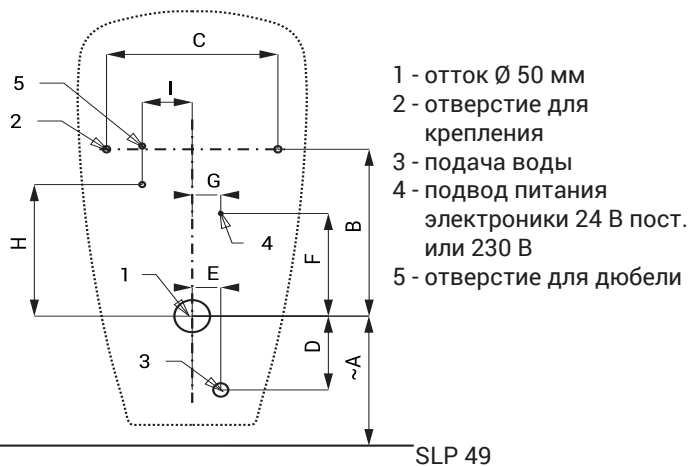 C
5
I
2
G
H
B
4
F
1
E
3
D
~A
1 - отток Ø 50 мм
2 - отверстие для
крепления
3 - подача воды
4 - подвод питания
электроники 24 В пост.
или 230 В
5 - отверстие для дюбели
SLP 49